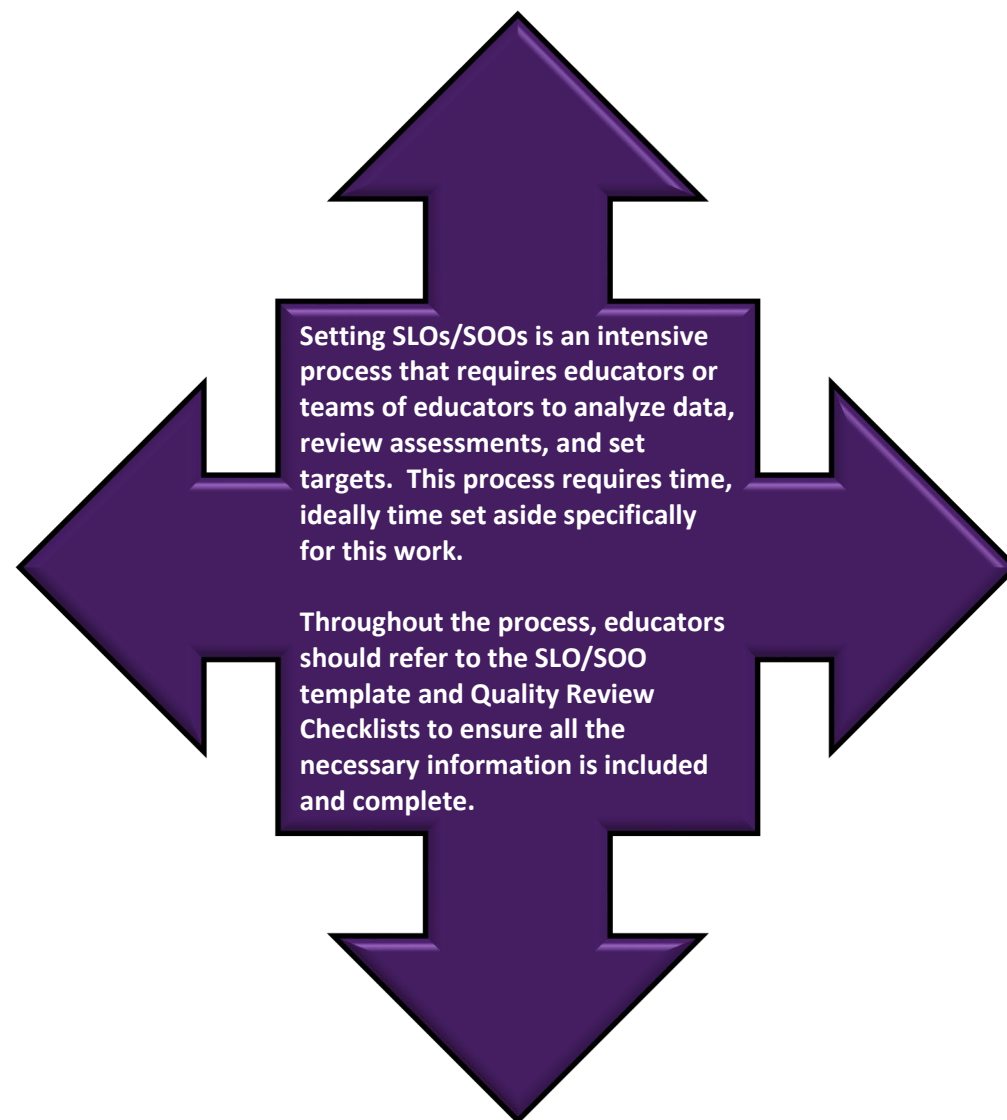 Setting SLOs/SOOs is an intensive
process that requires educators or
teams of educators to analyze data,
review assessments, and set
targets.  This process requires time,
ideally time set aside specifically
for this work.
Throughout the process, educators
should refer to the SLO/SOO
template and Quality Review
Checklists to ensure all the
necessary information is included
and complete.